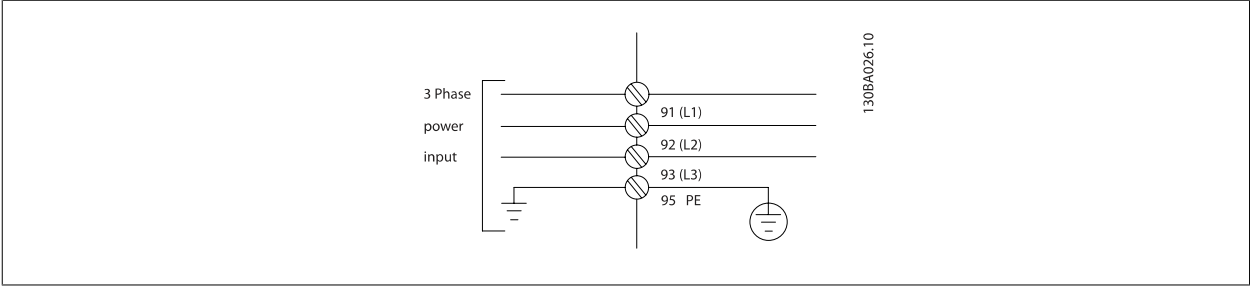 3 Phase
power
input
91 (L1)
92 (L2)
93 (L3)
95 PE
130BA026.10